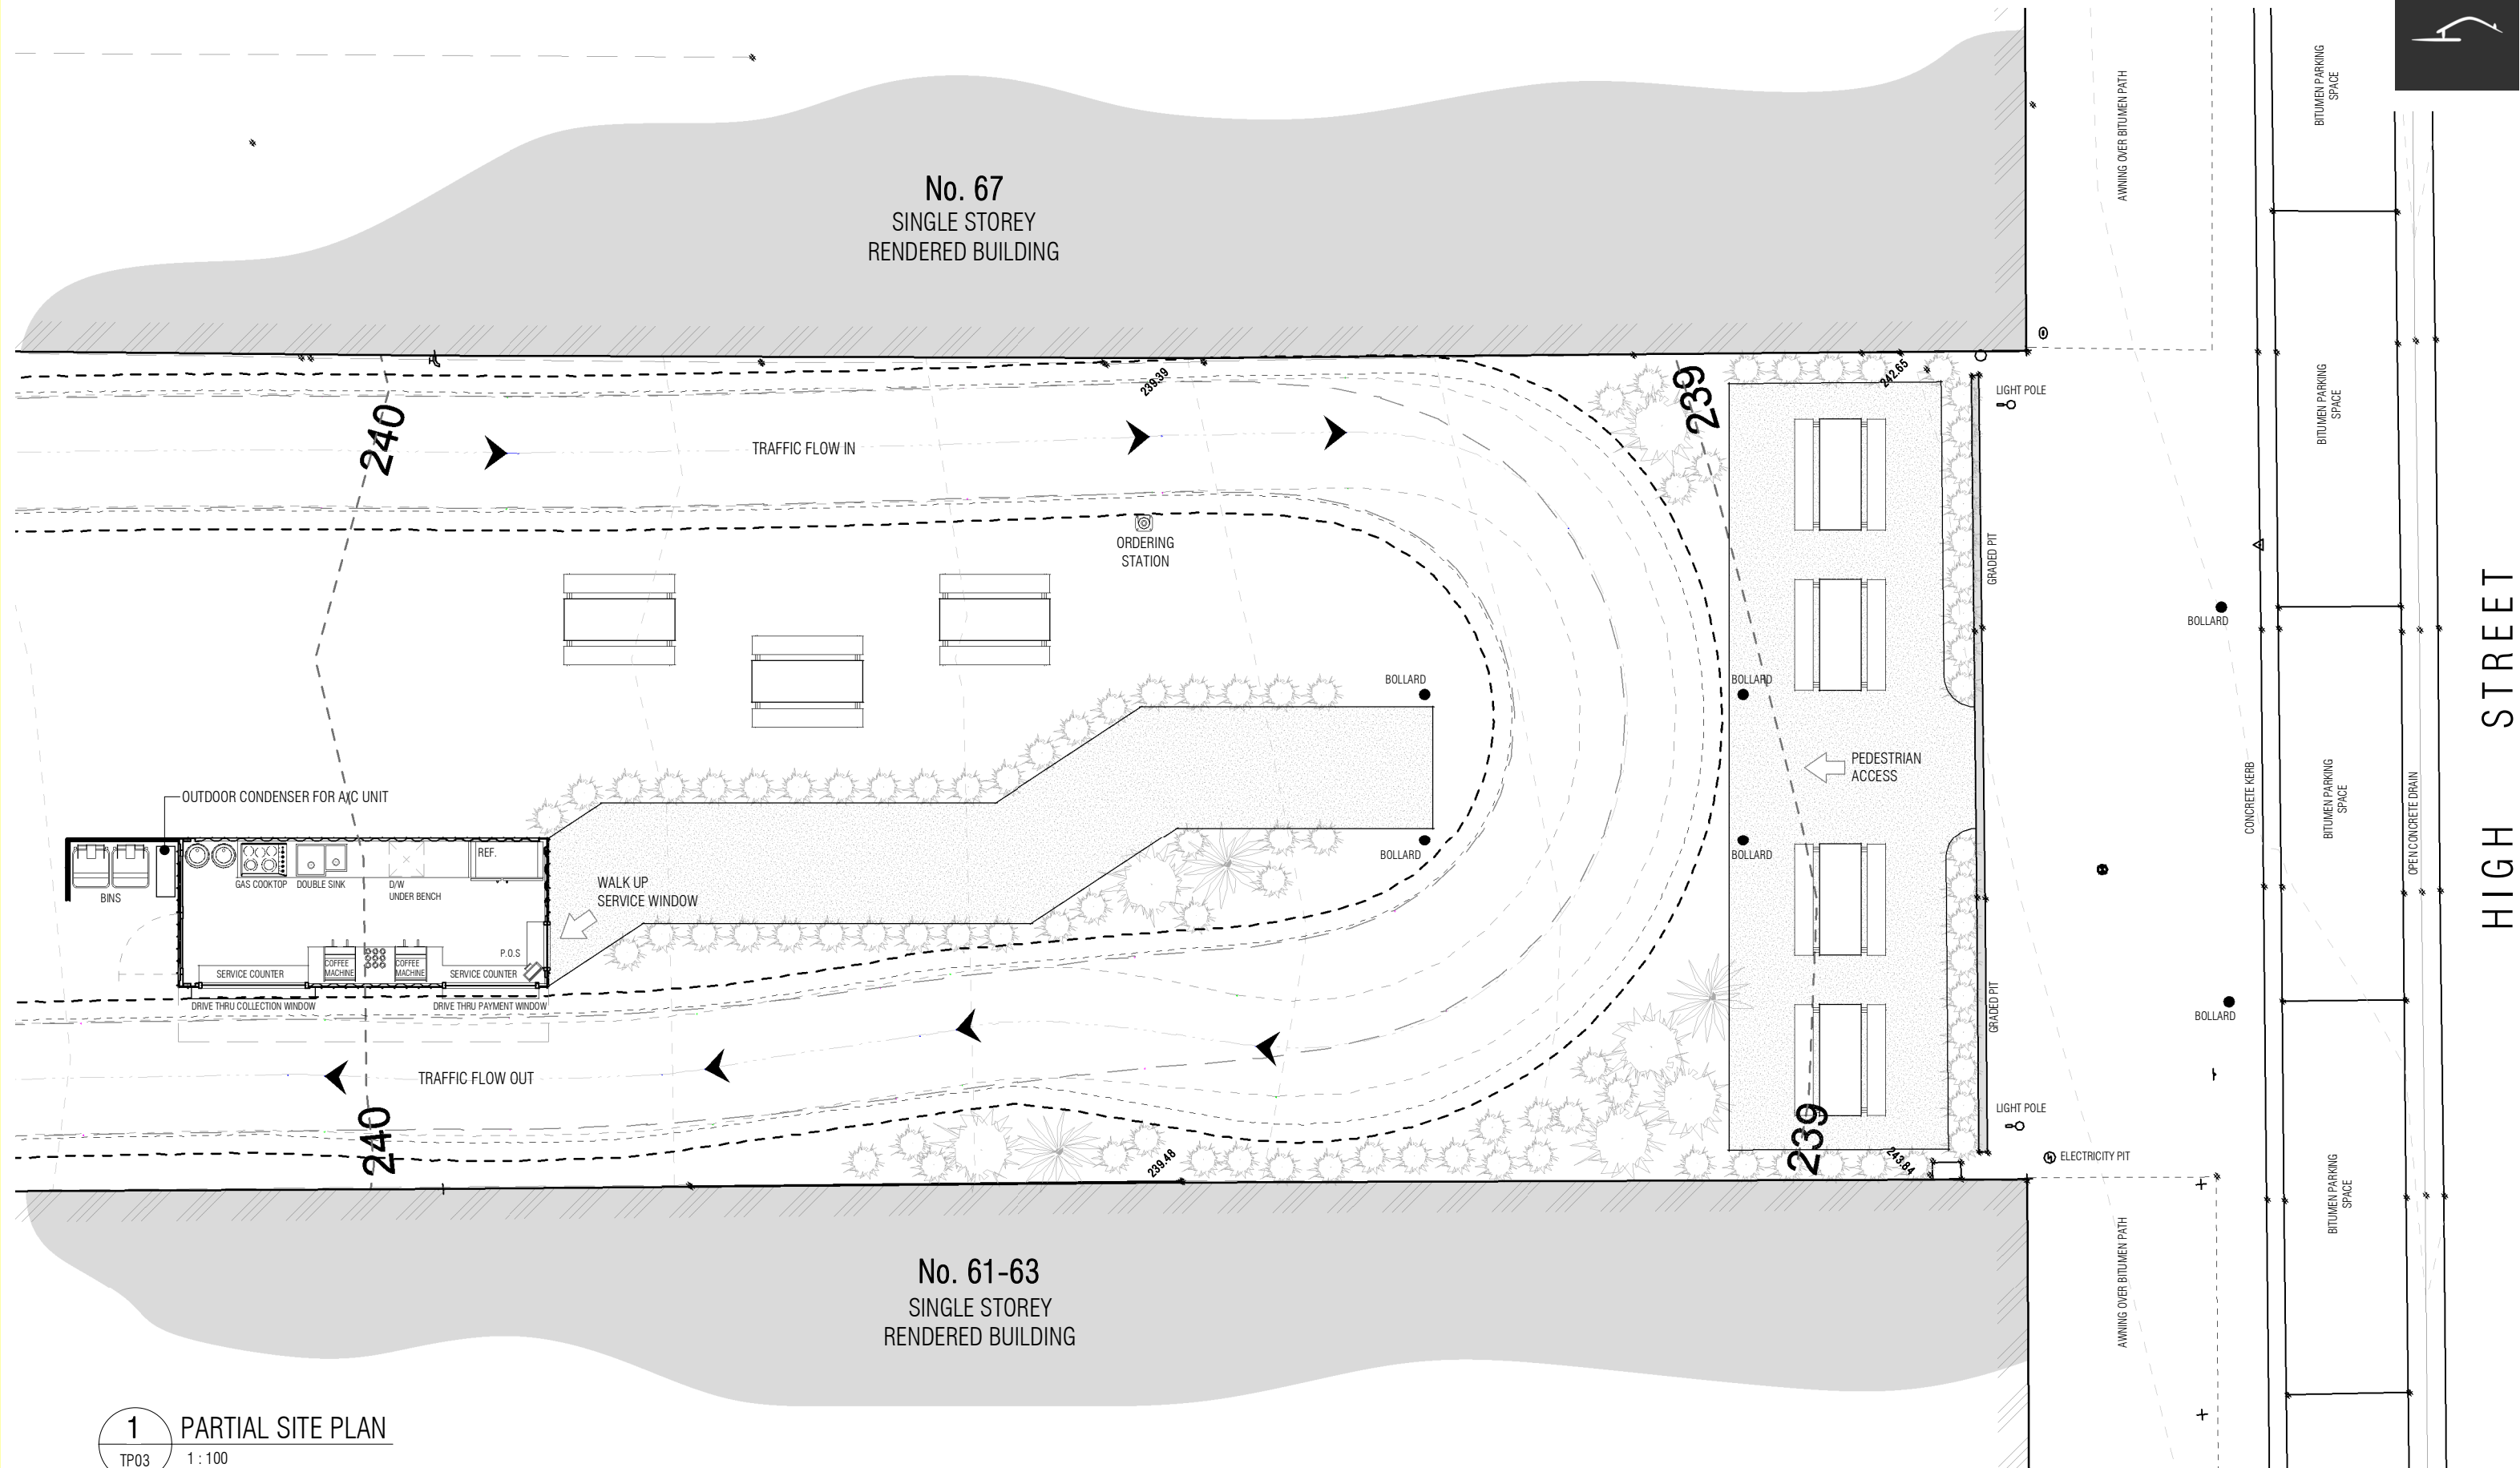 No. 67
SINGLE STOREY
RENDERED BUILDING
AWNING OVER BITUMEN PATH
BITUMEN PARKING
SPACE
239.39
239
242.65
LIGHT POLE
BITUMEN PARKING
SPACE
240
TRAFFIC FLOW IN
ORDERING
STATION
GRADED PIT
BOLLARD
HIGH STREET
BOLLARD
BOLLARD
PEDESTRIAN
ACCESS
CONCRETE KERB
BITUMEN PARKING
SPACE
OPEN CONCRETE DRAIN
OUTDOOR CONDENSER FOR A/C UNIT
BOLLARD
BOLLARD
REF.
GAS COOKTOP
DOUBLE SINK
D/W
UNDER BENCH
BINS
WALK UP
SERVICE WINDOW
P.O.S
SERVICE COUNTER
COFFEE
MACHINE
COFFEE
MACHINE
SERVICE COUNTER
DRIVE THRU COLLECTION WINDOW
DRIVE THRU PAYMENT WINDOW
GRADED PIT
BOLLARD
TRAFFIC FLOW OUT
240
239
LIGHT POLE
239.48
243.84
ELECTRICITY PIT
BITUMEN PARKING
SPACE
AWNING OVER BITUMEN PATH
No. 61-63
SINGLE STOREY
RENDERED BUILDING
1
PARTIAL SITE PLAN
TP03
1 : 100